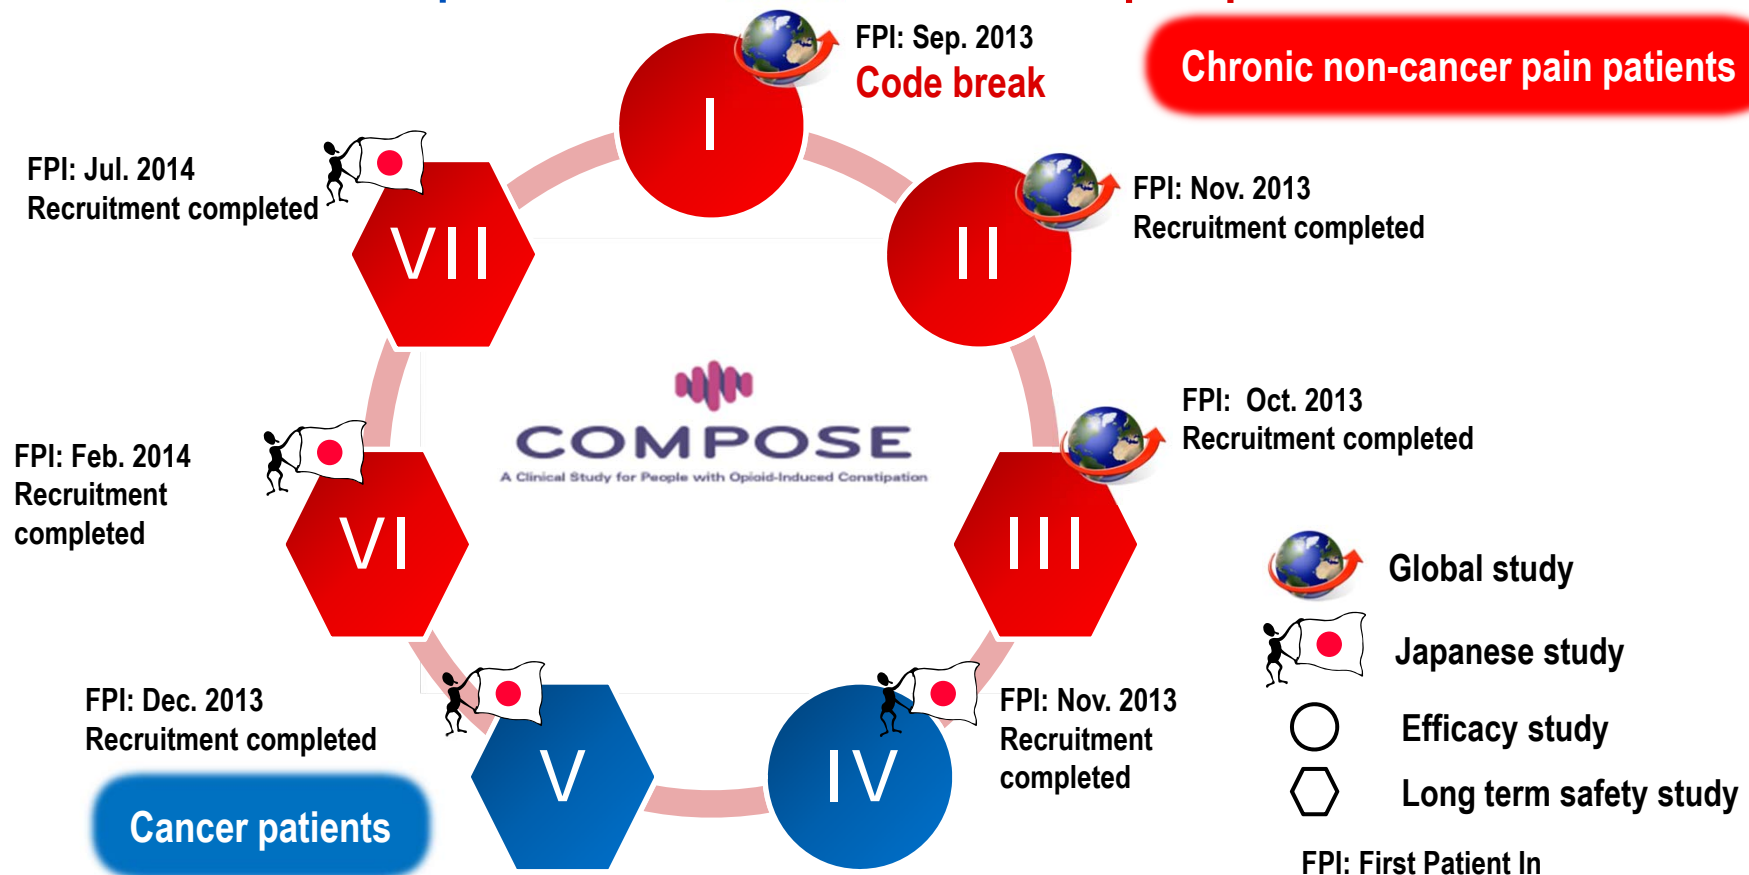 FPI: Sep. 2013
Code break
Chronic non-cancer pain patients
I
FPI: Jul. 2014
Recruitment completed
VII
FPI: Nov. 2013
Recruitment completed
II
COMPOSE
A Clinical Study for People with Opioid-Induced Constipation
FPI: Oct. 2013
Recruitment completed
III
FPI: Feb. 2014
Recruitment
completed
VI
FPI: Dec. 2013
Recruitment completed
V
Cancer patients
FPI: Nov. 2013
Recruitment
completed
IV
Global study
Japanese study
Efficacy study
Long term safety study
FPI: First Patient In